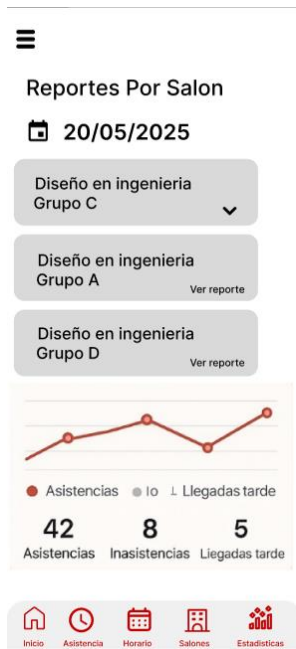 Reportes Por Salon
20/05/2025
Diseño en ingenieria
Grupo C
Diseño en ingenieria
Grupo A
Ver reporte
Diseño en ingenieria
Grupo D
Ver reporte
Asistencias Io Llegadas tarde
42 8 5
Asistencias Inasistencias Llegadas tarde
Inicio Asistencia Horario Salones Estadisticas